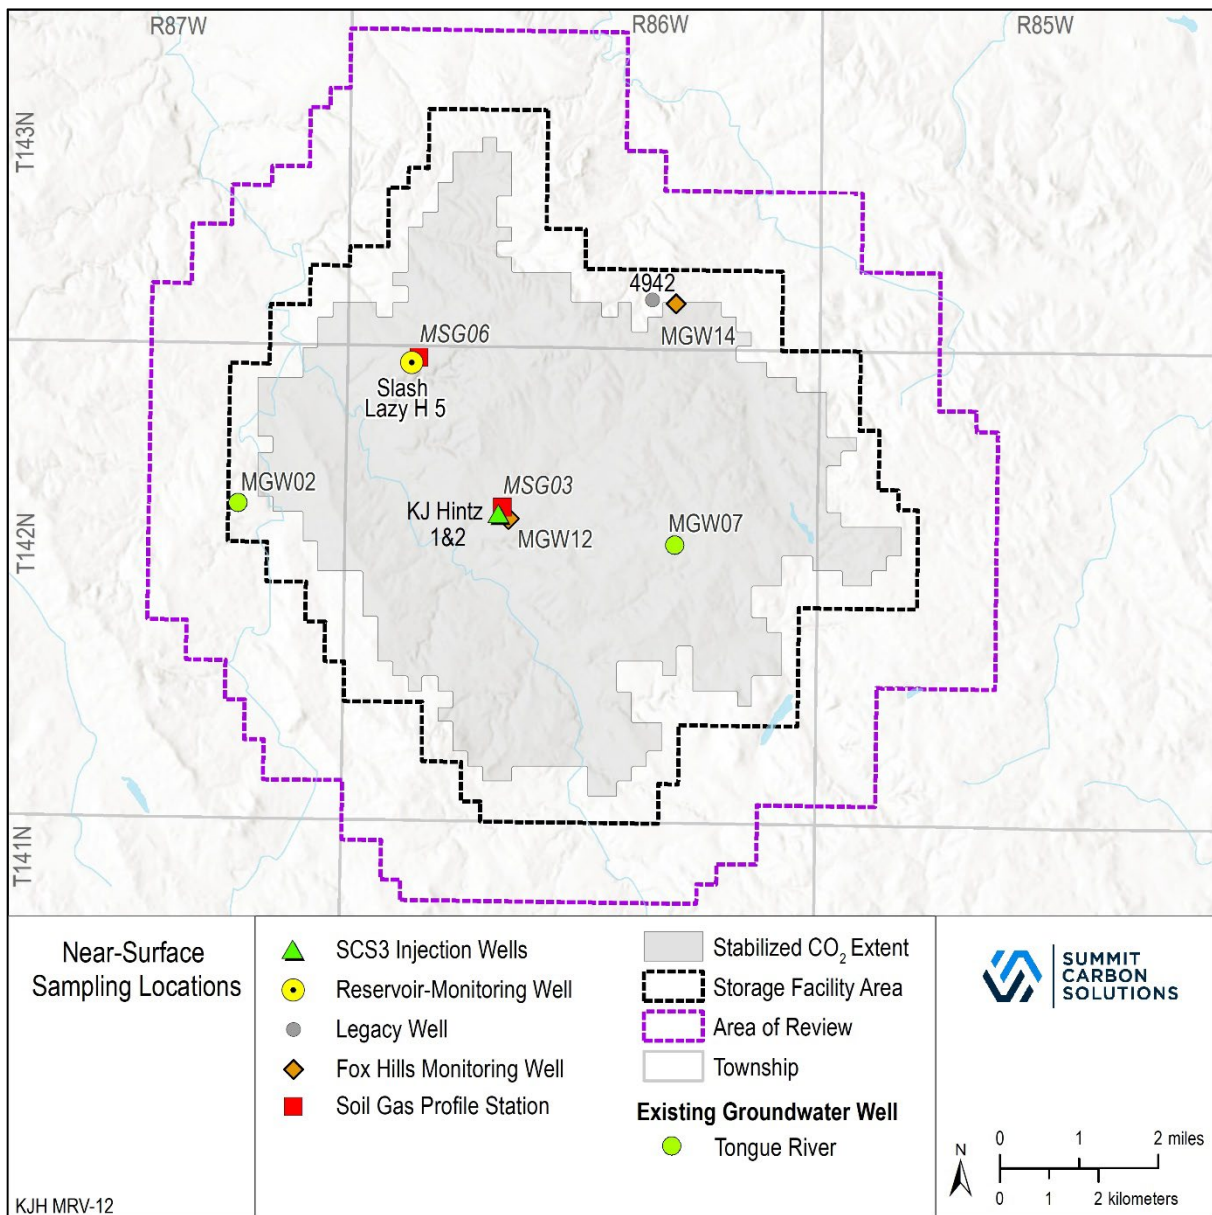 R87W
R86W
R85W
T143N
4942
MGW14
MSG06
Slash
Lazy H 5
MGW02
MSG03
KJ Hintz
1&2
MGW12
MGW07
T142N
T141N
Near-Surface
Sampling Locations
KJH MRV-12
SCS3 Injection Wells
Reservoir-Monitoring Well
Legacy Well
Fox Hills Monitoring Well
Soil Gas Profile Station
Stabilized CO₂ Extent
Storage Facility Area
Area of Review
Township
Existing Groundwater Well
Tongue River
SUMMIT
CARBON
SOLUTIONS
N
0 1 2 miles
0 1 2 kilometers